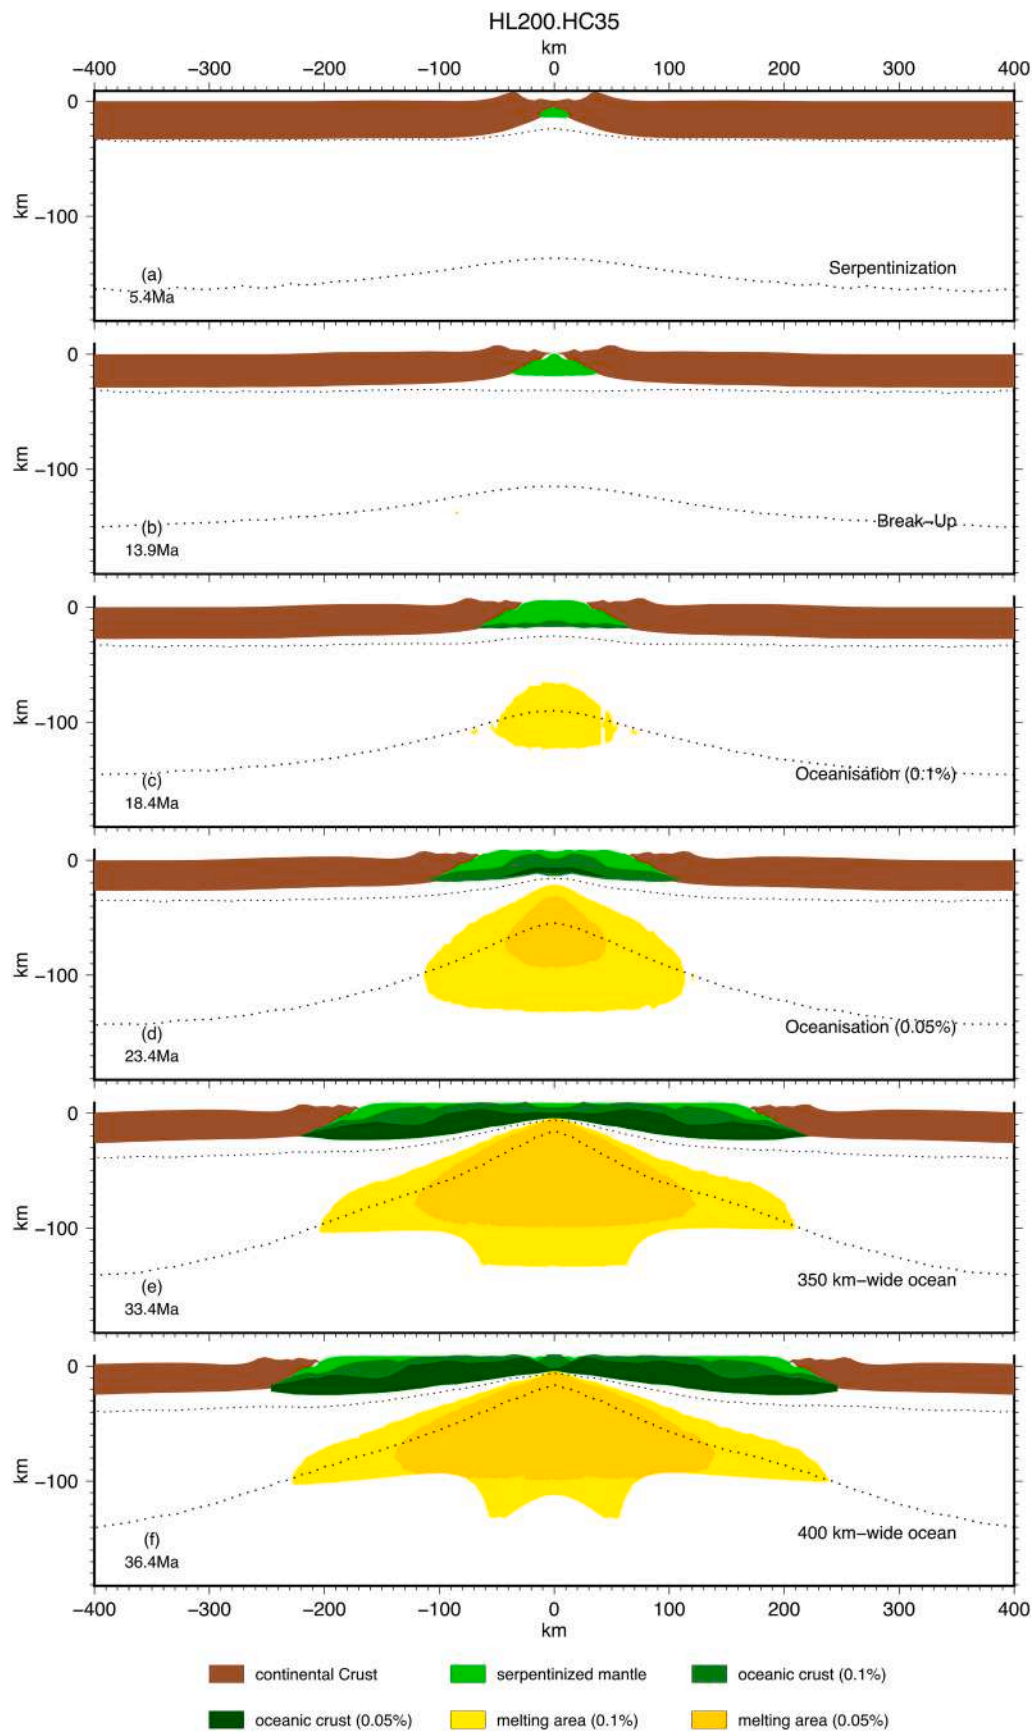 HL200.HC35
km
−400 −300 −200 −100 0 100 200 300 400
0
km
−100
(a)
5.4Ma
Serpentinization
0
km
−100
(b)
13.9Ma
Break−Up
0
km
−100
(c)
18.4Ma
Oceanisation (0.1%)
0
km
−100
(d)
23.4Ma
Oceanisation (0.05%)
0
km
−100
(e)
33.4Ma
350 km−wide ocean
0
km
−100
(f)
36.4Ma
400 km−wide ocean
−400 −300 −200 −100 0 100 200 300 400
km
continental Crust serpentinized mantle oceanic crust (0.1%)
oceanic crust (0.05%) melting area (0.1%) melting area (0.05%)